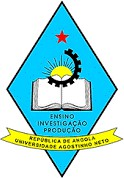 ENSINO
INVESTIGAÇÃO
PRODUÇÃO
REPÚBLICA DE ANGOLA
UNIVERSIDADE AGOSTINHO NETO